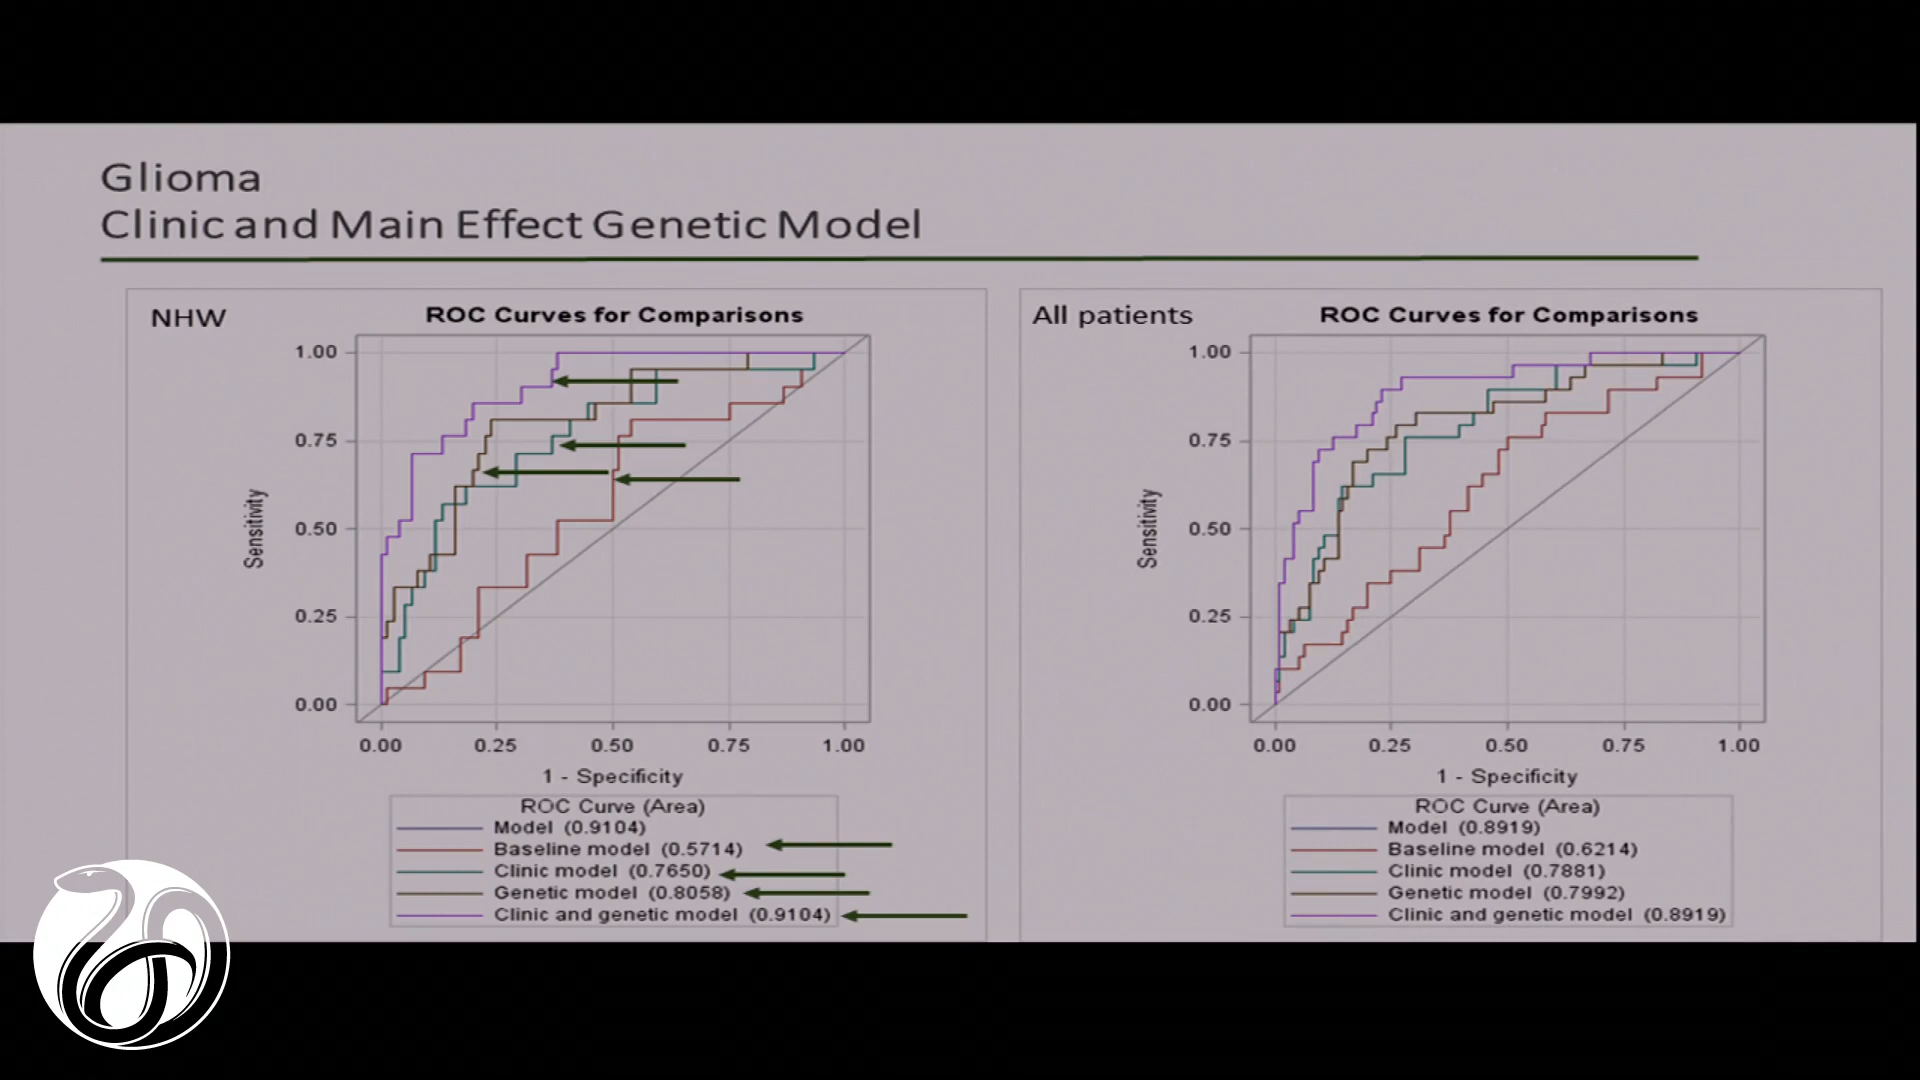 Glioma
Clinic and Main Effect Genetic Model
NHW
ROC Curves for Comparisons
1.00
0.75
0.50
0.25
0.00
Sensitivity
0.00 0.25 0.50 0.75 1.00
1 - Specificity
ROC Curve (Area)
Model (0.9104)
Baseline model (0.5714)
Clinic model (0.7650)
Genetic model (0.8058)
Clinic and genetic model (0.9104)
All patients
ROC Curves for Comparisons
1.00
0.75
0.50
0.25
0.00
Sensitivity
0.00 0.25 0.50 0.75 1.00
1 - Specificity
ROC Curve (Area)
Model (0.8919)
Baseline model (0.6214)
Clinic model (0.7881)
Genetic model (0.7992)
Clinic and genetic model (0.8919)